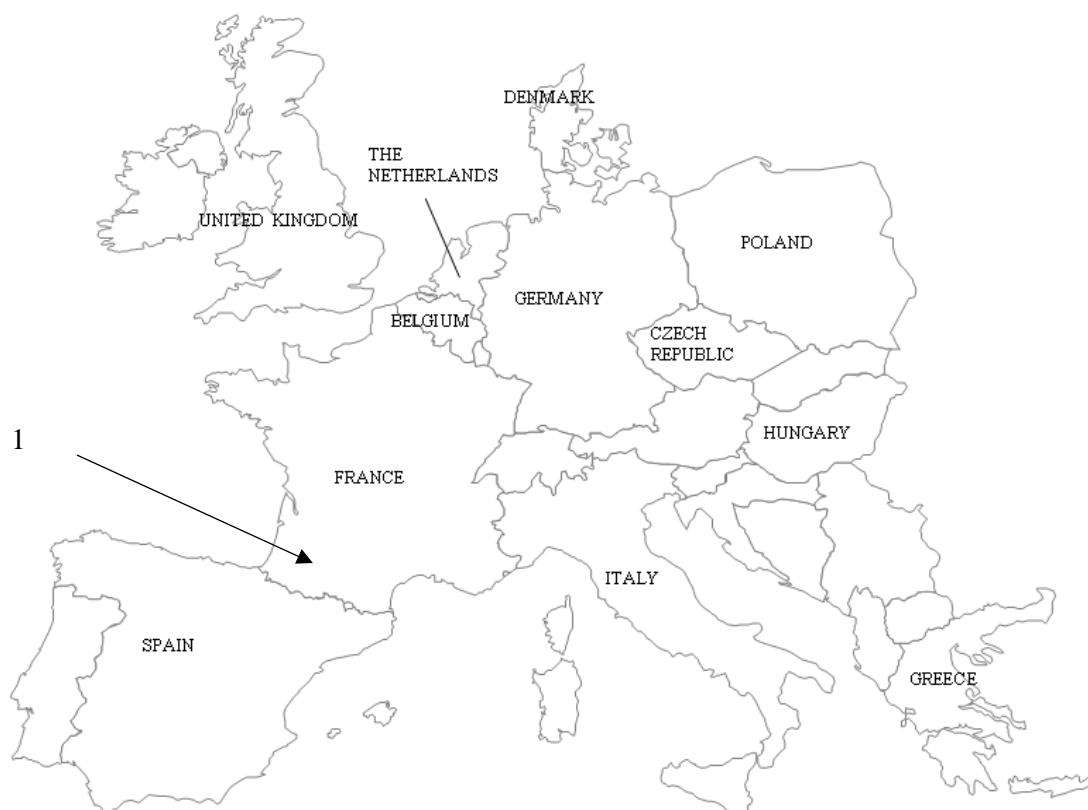 DENMARK
THE
NETHERLANDS
UNITED KINGDOM
POLAND
GERMANY
BELGIUM
CZECH
REPUBLIC
1
HUNGARY
FRANCE
ITALY
SPAIN
GREECE